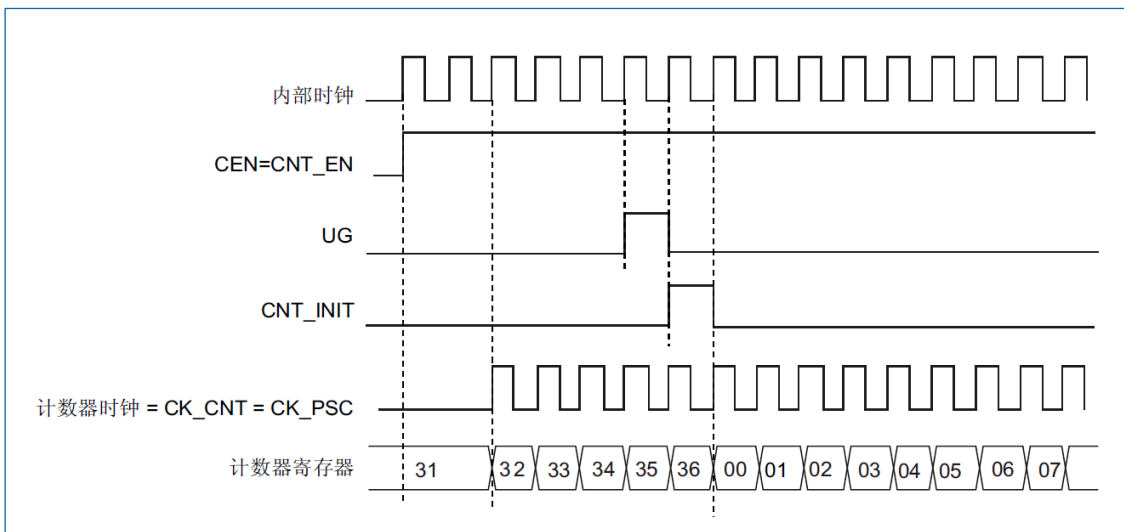 内部时钟
CEN=CNT_EN
UG
CNT_INIT
计数器时钟 = CK_CNT = CK_PSC
计数器寄存器 31 32 33 34 35 36 00 01 02 03 04 05 06 07